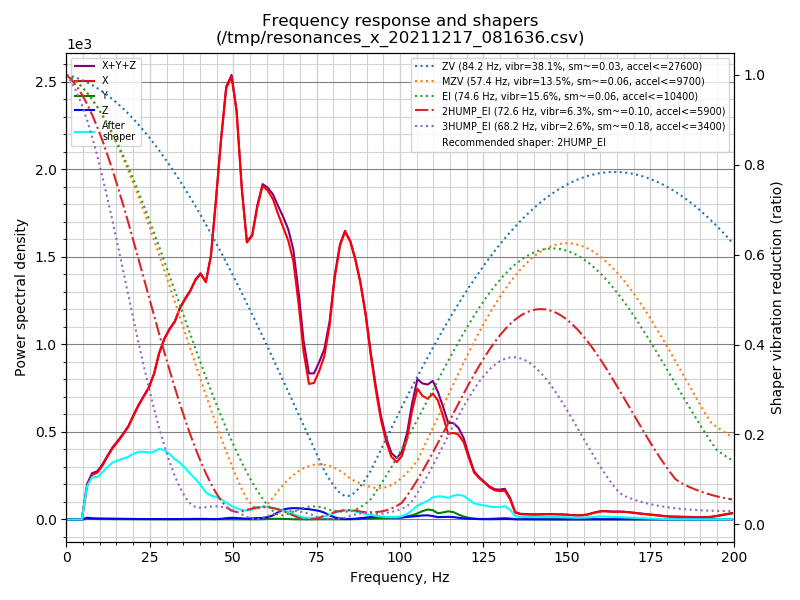 Frequency response and shapers
(/tmp/resonances_x_20211217_081636.csv)
1e3
X+Y+Z
X
Y
Z
After
shaper
ZV (84.2 Hz, vibr=38.1%, sm~=0.03, accel<=27600)
MZV (57.4 Hz, vibr=13.5%, sm~=0.06, accel<=9700)
EI (74.6 Hz, vibr=15.6%, sm~=0.06, accel<=10400)
2HUMP_EI (72.6 Hz, vibr=6.3%, sm~=0.10, accel<=5900)
3HUMP_EI (68.2 Hz, vibr=2.6%, sm~=0.18, accel<=3400)
Recommended shaper: 2HUMP_EI
Power spectral density
2.5
2.0
1.5
1.0
0.5
0.0
1.0
0.8
0.6
0.4
0.2
0.0
Shaper vibration reduction (ratio)
0 25 50 75 100 125 150 175 200
Frequency, Hz